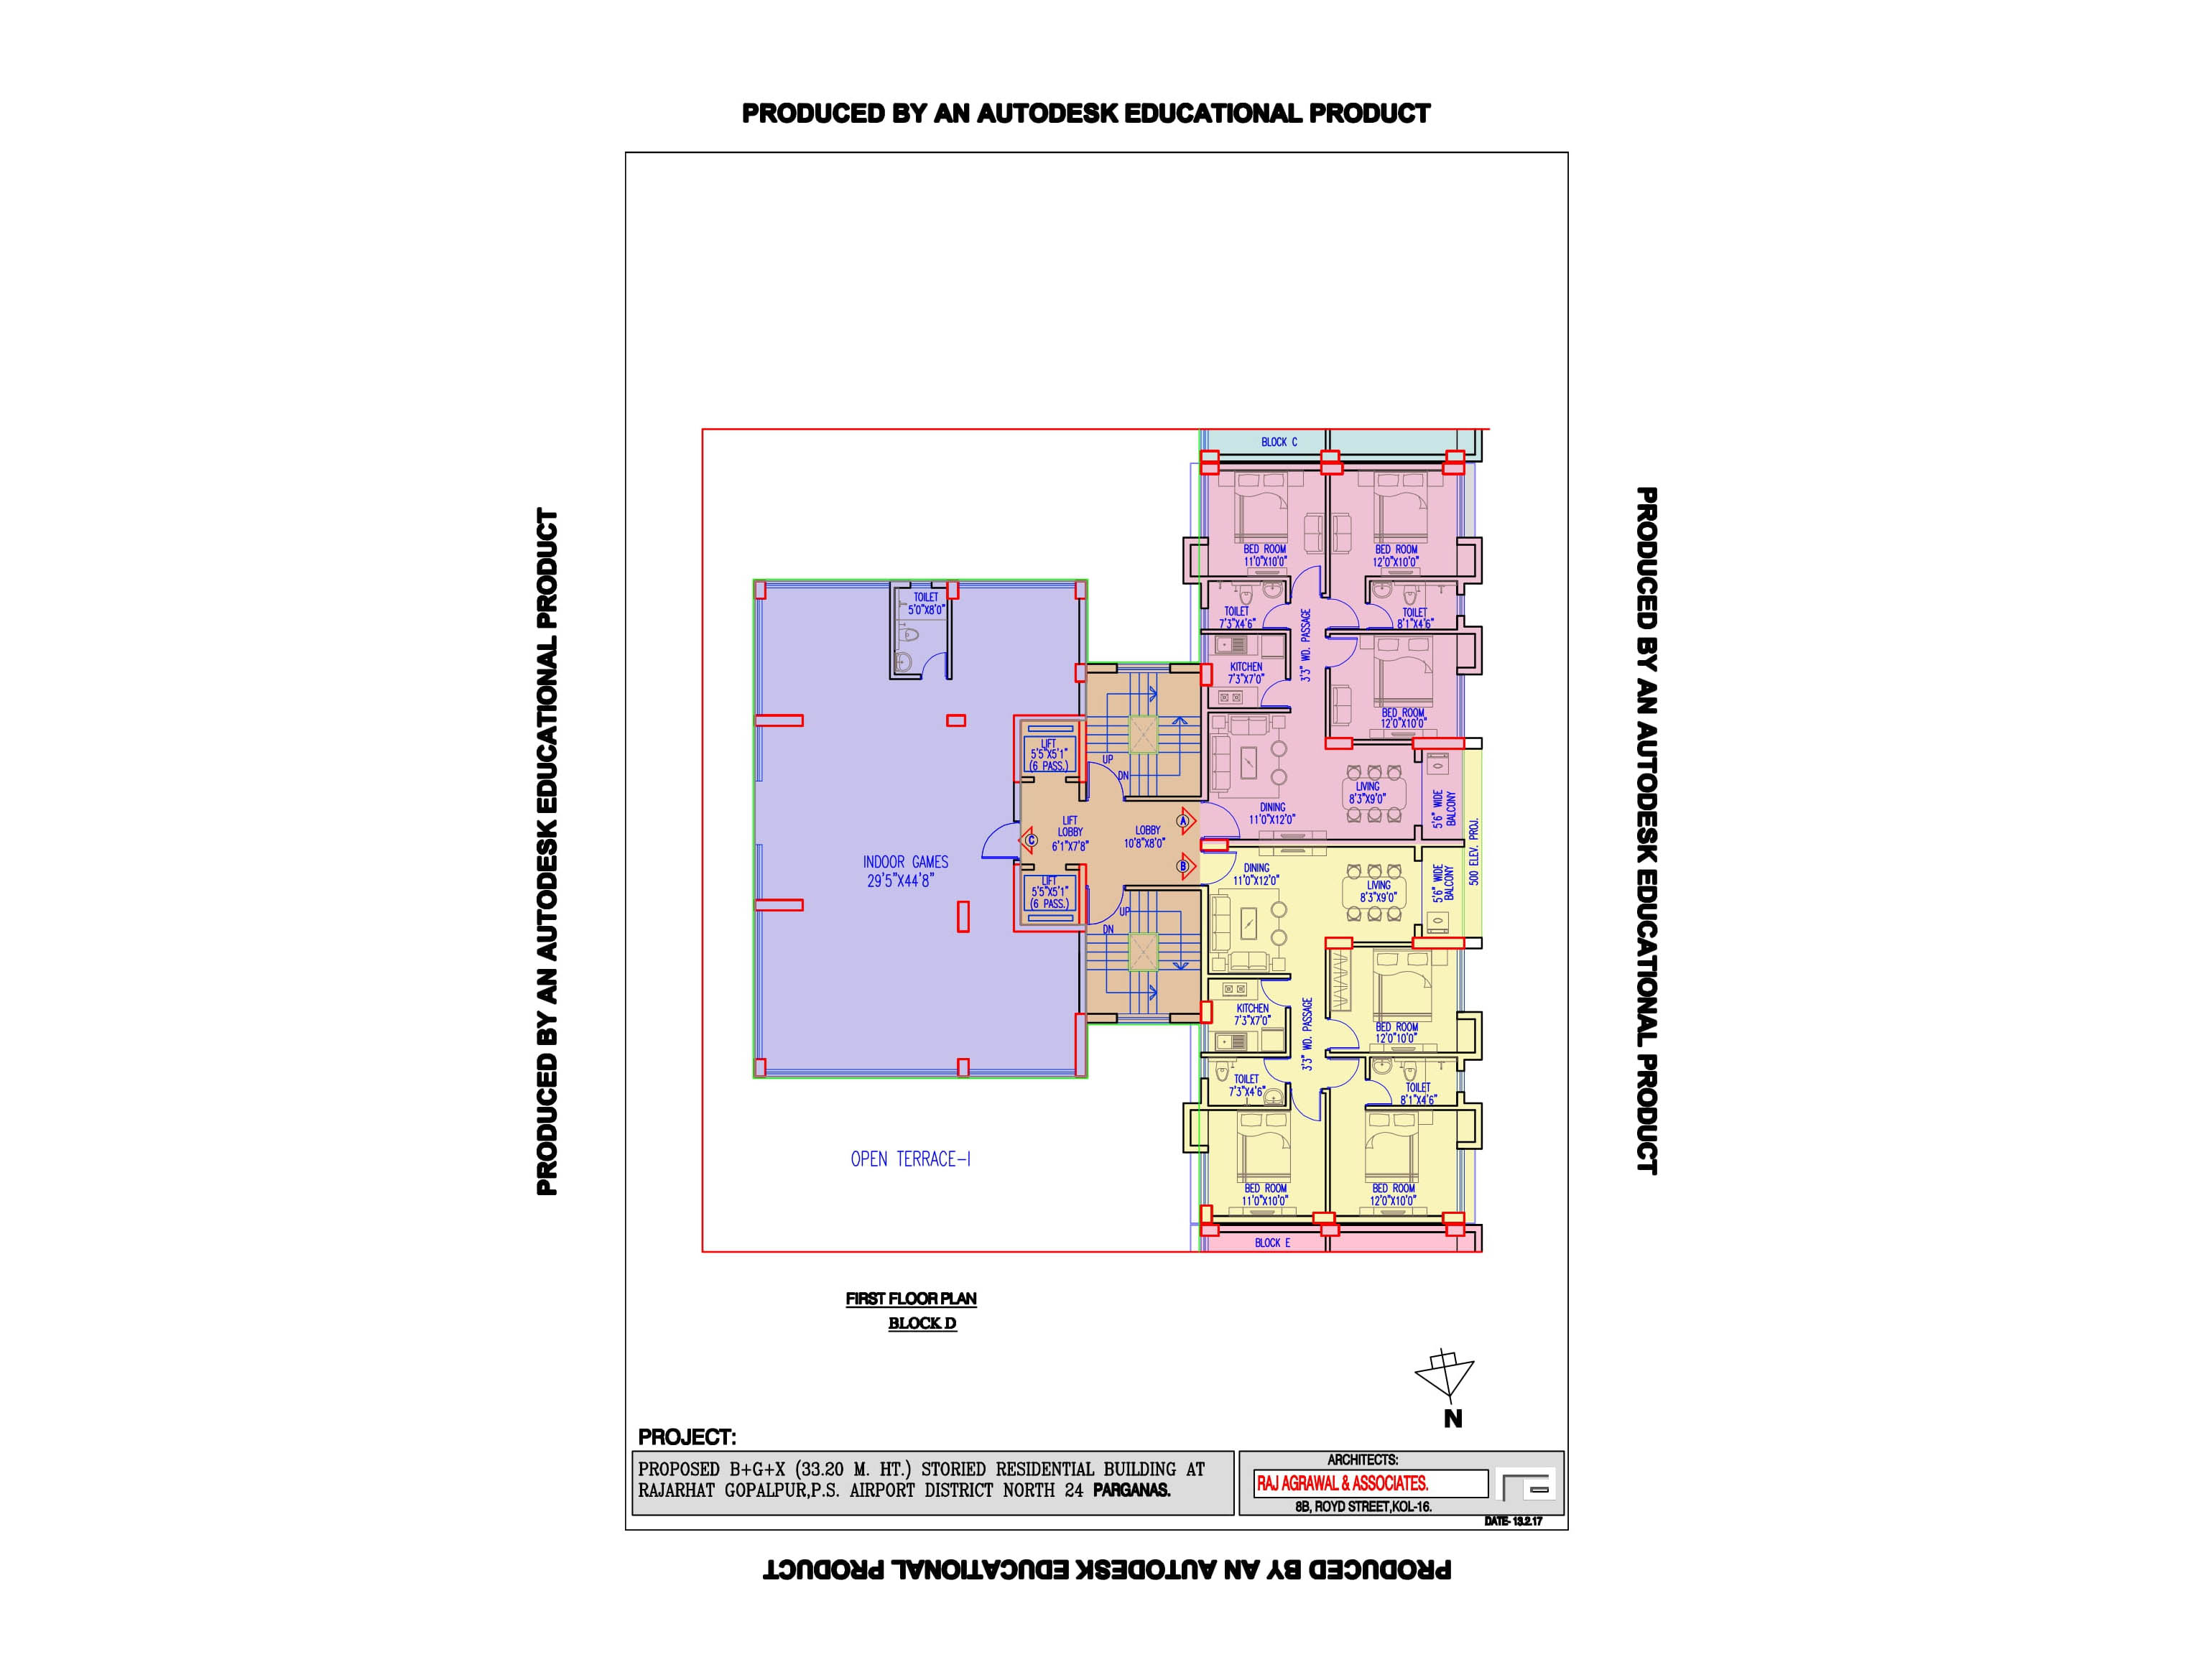 PRODUCED BY AN AUTODESK EDUCATIONAL PRODUCT
PRODUCED BY AN AUTODESK EDUCATIONAL PRODUCT
PRODUCED BY AN AUTODESK EDUCATIONAL PRODUCT
BLOCK C
BED ROOM
11'0"X10'0"
BED ROOM
12'0"X10'0"
TOILET
5'0"X8'0"
TOILET
7'3"X4'6"
3'3" WD. PASSAGE
TOILET
8'1"X4'6"
KITCHEN
7'3"X7'0"
BED ROOM
12'0"X10'0"
LIFT
5'5"X5'1"
(6 PASS.)
UP
DN
LIVING
8'3"X9'0"
DINING
11'0"X12'0"
5'6" WIDE
BALCONY
LIFT
LOBBY
6'1"X7'8"
LOBBY
10'8"X8'0"
A
B
C
500 ELEV. PROJ.
INDOOR GAMES
29'5"X44'8"
DINING
11'0"X12'0"
LIVING
8'3"X9'0"
5'6" WIDE
BALCONY
LIFT
5'5"X5'1"
(6 PASS.)
UP
DN
KITCHEN
7'3"X7'0"
3'3" WD. PASSAGE
BED ROOM
12'0"10'0"
TOILET
7'3"X4'6"
TOILET
8'1"X4'6"
OPEN TERRACE-I
BED ROOM
11'0"X10'0"
BED ROOM
12'0"X10'0"
BLOCK E
FIRST FLOOR PLAN
BLOCK D
N
PROJECT:
PROPOSED B+G+X (33.20 M. HT.) STORIED RESIDENTIAL BUILDING AT
RAJARHAT GOPALPUR,P.S. AIRPORT DISTRICT NORTH 24 PARGANAS.
ARCHITECTS:
RAJ AGRAWAL & ASSOCIATES.
8B, ROYD STREET,KOL-16.
DATE- 13.2.17
PRODUCED BY AN AUTODESK EDUCATIONAL PRODUCT